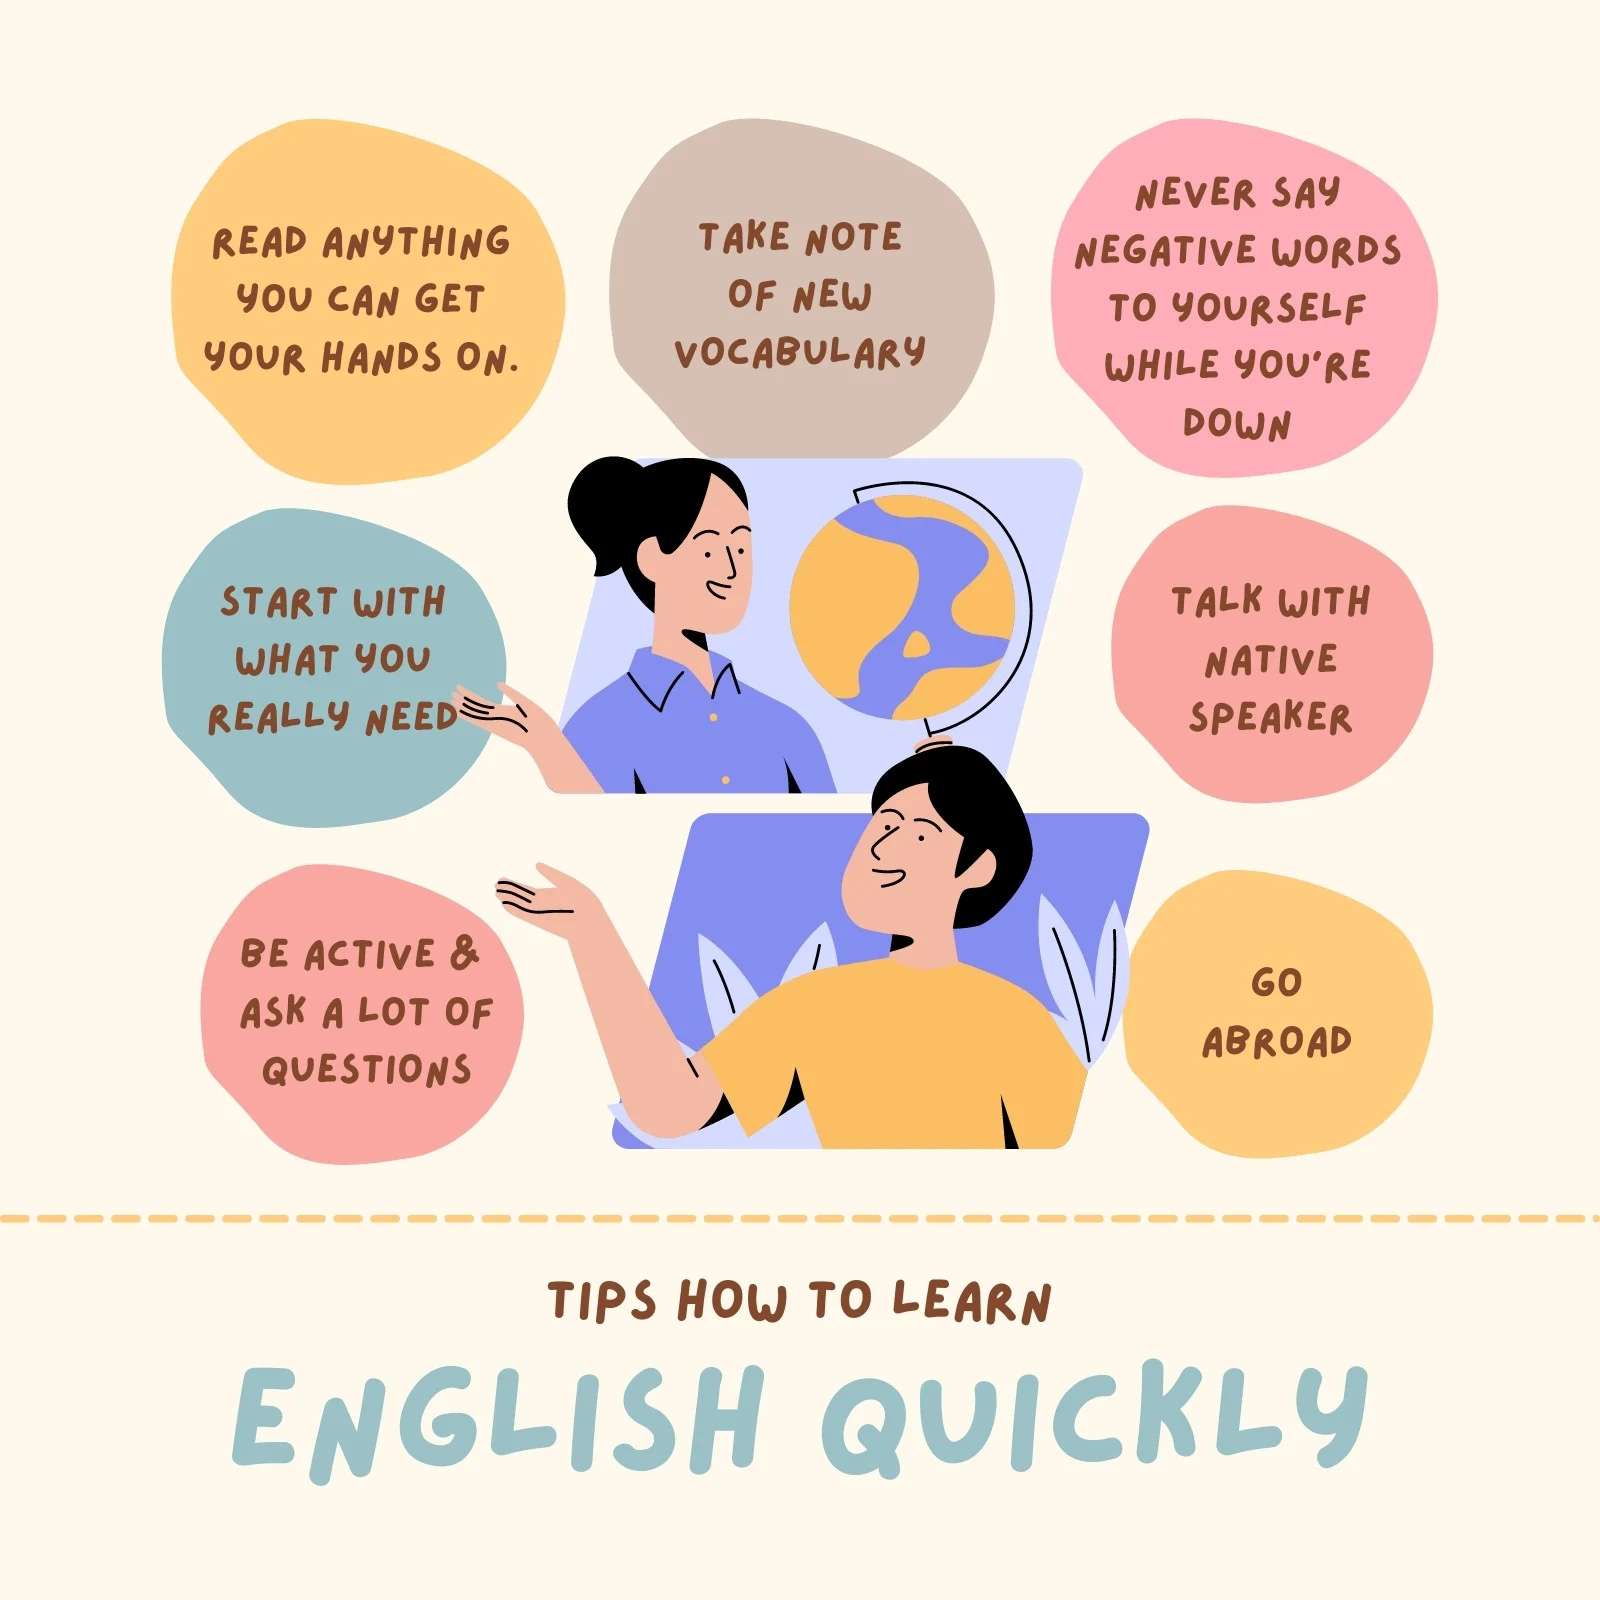 READ ANYTHING
YOU CAN GET
YOUR HANDS ON.
TAKE NOTE
OF NEW
VOCABULARY
NEVER SAY
NEGATIVE WORDS
TO YOURSELF
WHILE YOU'RE
DOWN
START WITH
WHAT YOU
REALLY NEED
TALK WITH
NATIVE
SPEAKER
BE ACTIVE &
ASK A LOT OF
QUESTIONS
GO
ABROAD
TIPS HOW TO LEARN
ENGLISH QUICKLY